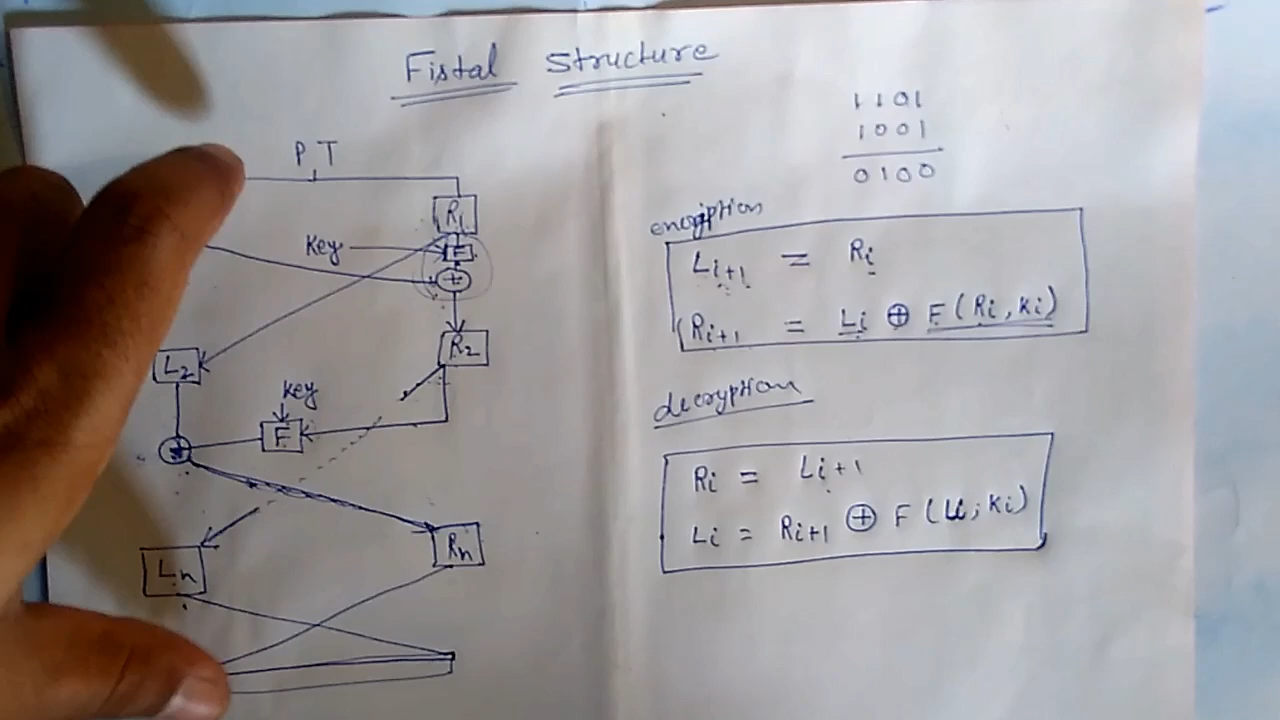 Fistal Structure
PT
R1
Key
F
+
L2
R2
Key
F
+
Ln
Rn
1101
1001
0100
encryption
Li+1 = Ri
Ri+1 = Li ⊕ F(Ri, Ki)
decryption
Ri = Li+1
Li = Ri+1 ⊕ F(Li, Ki)